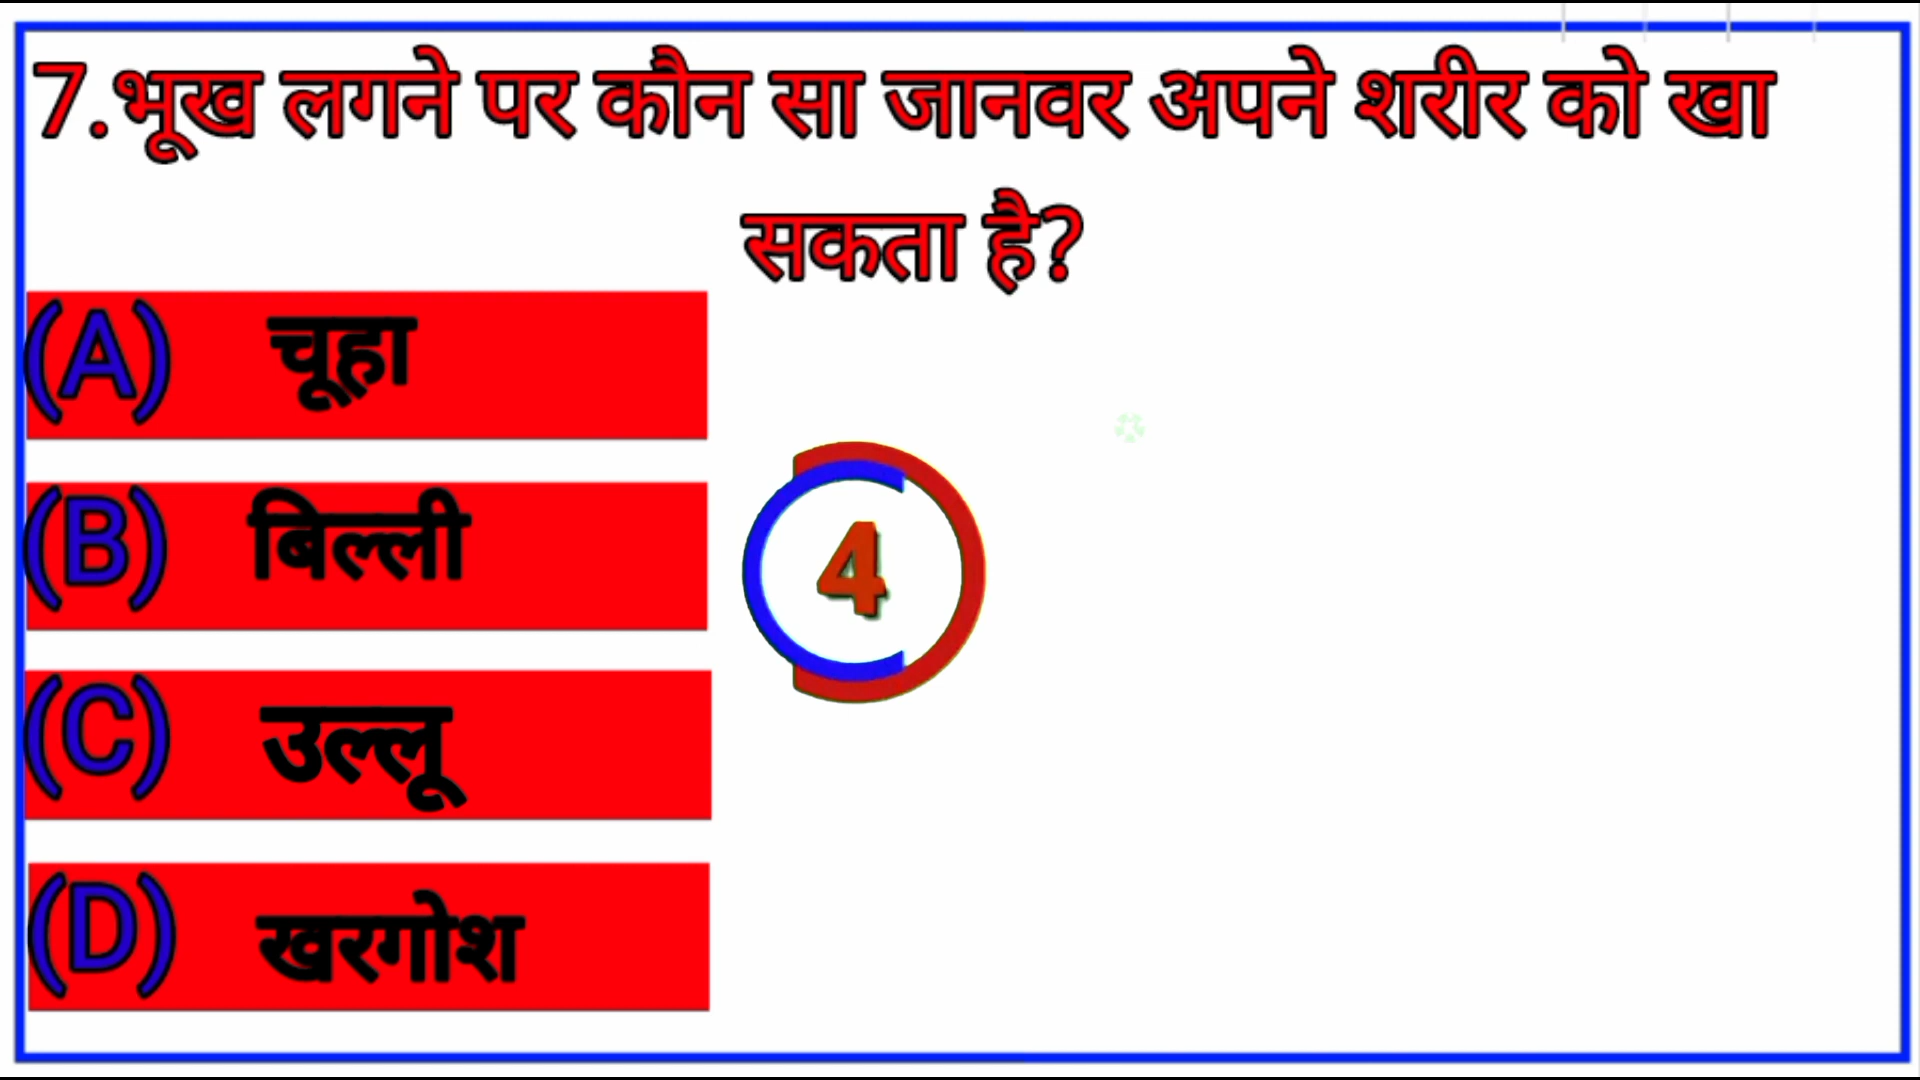 7.भूख लगने पर कौन सा जानवर अपने शरीर को खा
सकता है?
(A) चूहा
(B) बिल्ली
4
(C) उल्लू
(D) खरगोश